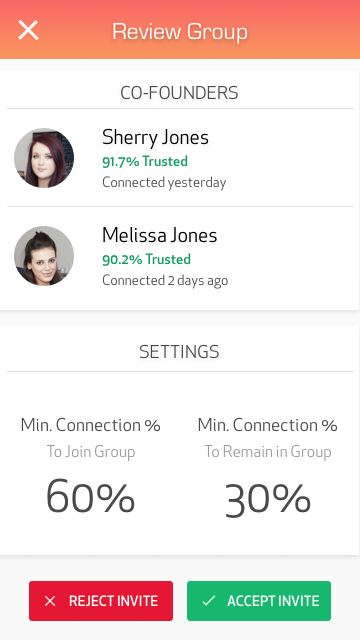 Review Group
CO-FOUNDERS
Sherry Jones
91.7% Trusted
Connected yesterday
Melissa Jones
90.2% Trusted
Connected 2 days ago
SETTINGS
Min. Connection %
To Join Group
60%
Min. Connection %
To Remain in Group
30%
REJECT INVITE
ACCEPT INVITE